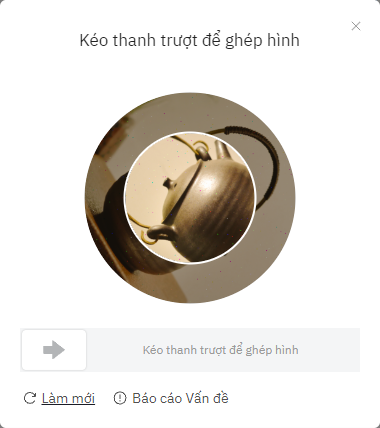 Kéo thanh trượt để ghép hình
Kéo thanh trượt để ghép hình
Làm mới
Báo cáo Vấn đề